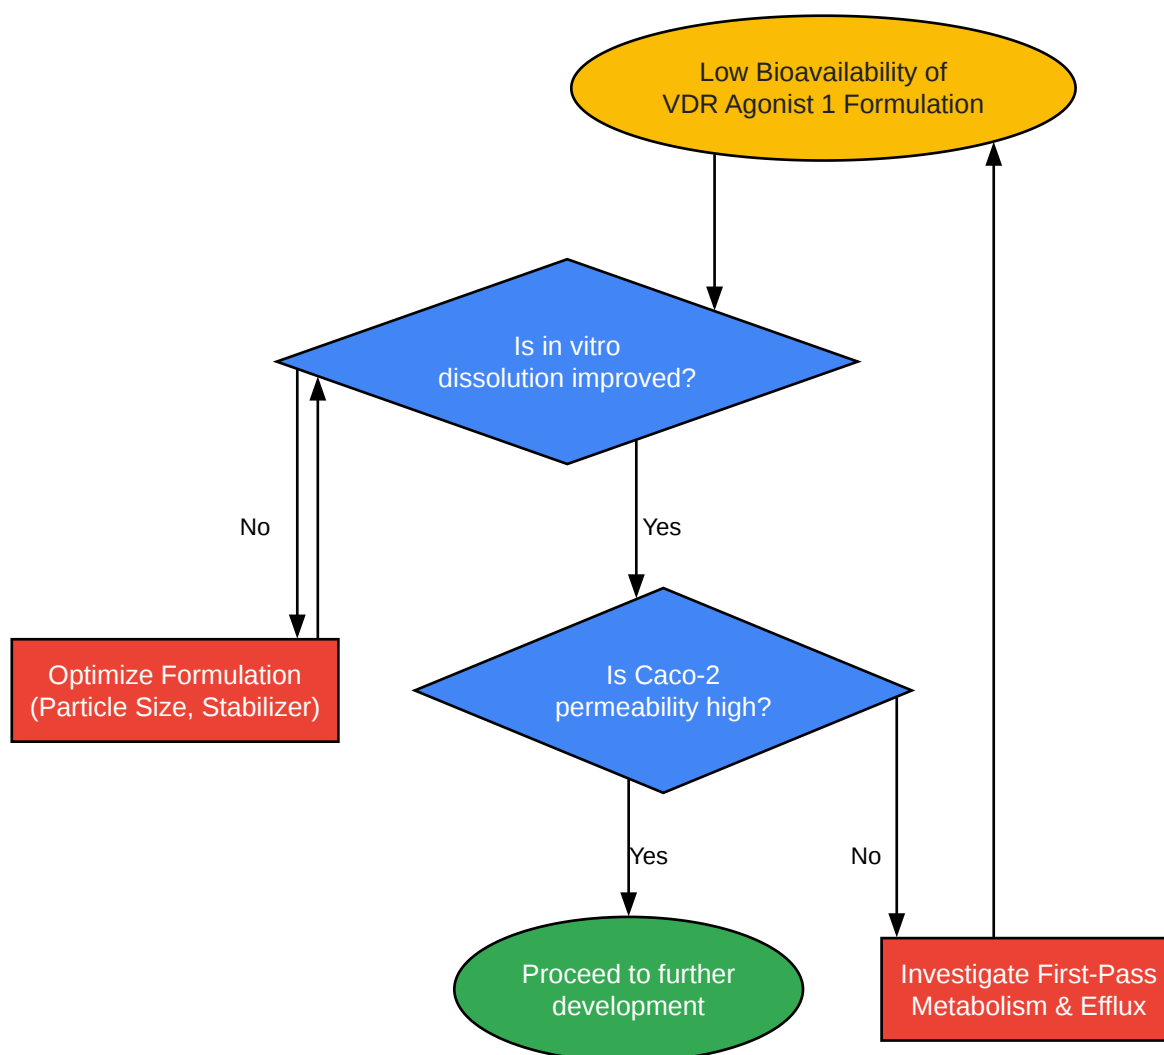 Low Bioavailability of
VDR Agonist 1 Formulation
Is in vitro
dissolution improved?
No
Yes
Optimize Formulation
(Particle Size, Stabilizer)
Is Caco-2
permeability high?
Yes
No
Proceed to further
development
Investigate First-Pass
Metabolism & Efflux